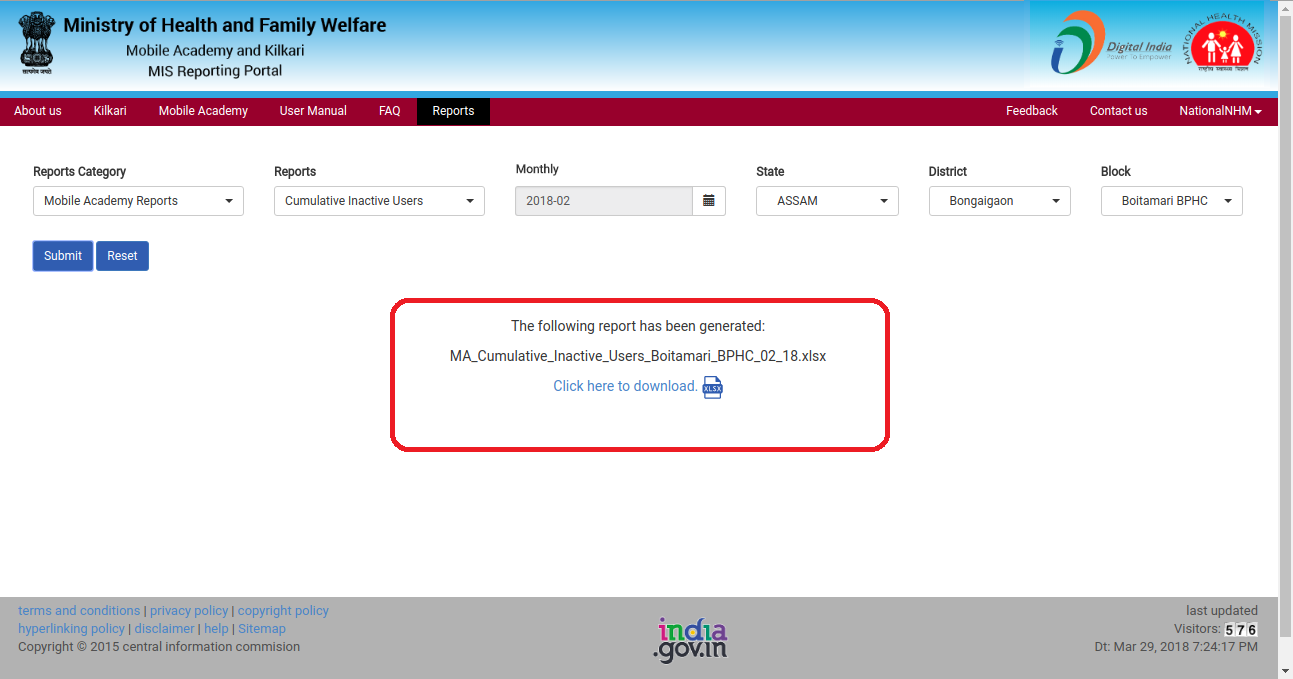 Ministry of Health and Family Welfare
Mobile Academy and Kilkari
MIS Reporting Portal
सत्यमेव जयते
Digital India
Power To Empower
NATIONAL HEALTH MISSION
राष्ट्रीय स्वास्थ्य मिशन
About us Kilkari Mobile Academy User Manual FAQ Reports Feedback Contact us NationalNHM
Reports Category Reports Monthly State District Block
Mobile Academy Reports Cumulative Inactive Users 2018-02 ASSAM Bongaigaon Boitamari BPHC
Submit Reset
The following report has been generated:
MA_Cumulative_Inactive_Users_Boitamari_BPHC_02_18.xlsx
Click here to download. XLSX
terms and conditions | privacy policy | copyright policy
hyperlinking policy | disclaimer | help | Sitemap
Copyright © 2015 central information commision
india
.gov.in
last updated
Visitors: 576
Dt: Mar 29, 2018 7:24:17 PM